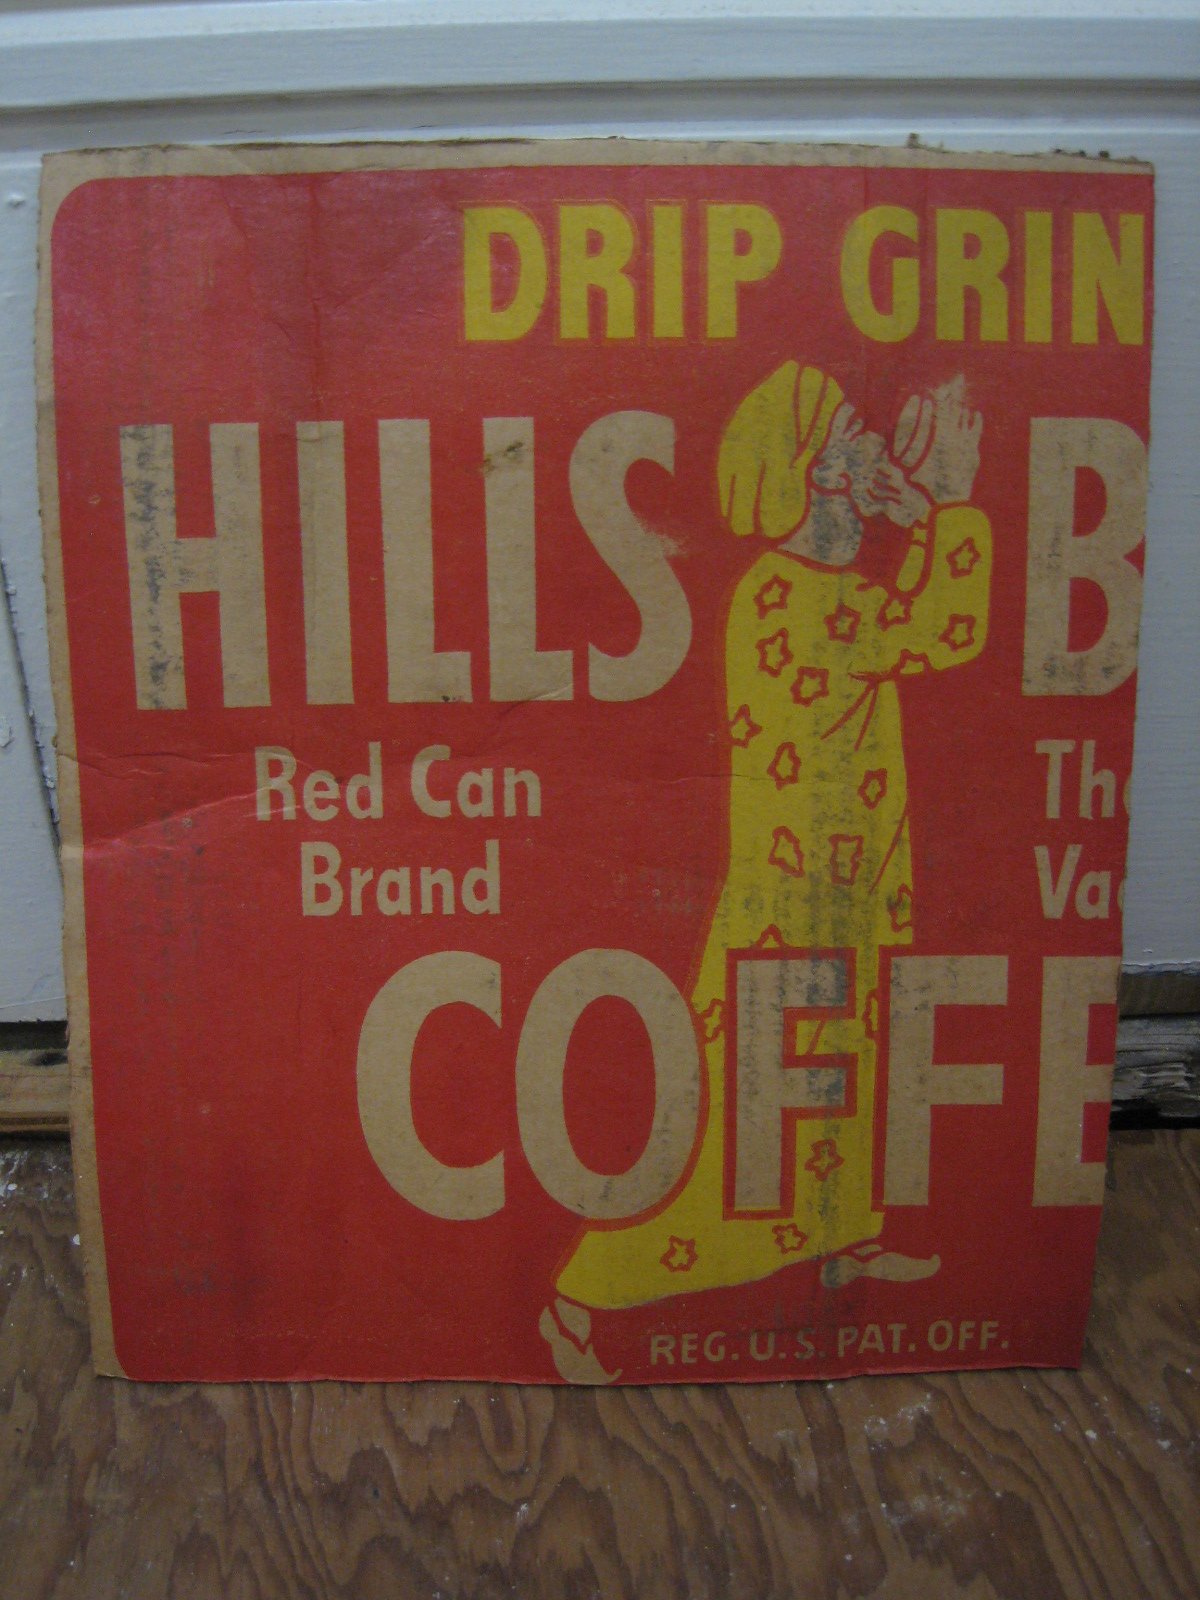 DRIP GRIN
HILLS B
Red Can Th
Brand Va
COFFE
REG. U.S. PAT. OFF.